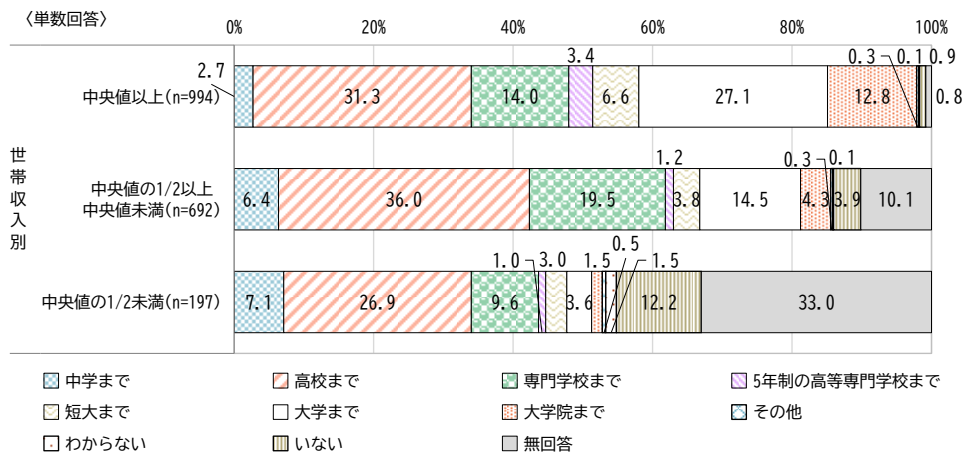 〈単数回答〉
0% 20% 40% 60% 80% 100%
世帯収入別
中央値以上(n=994)
2.7 31.3 14.0 3.4 6.6 27.1 12.8 0.3 0.1 0.9 0.8
中央値の1/2以上
中央値未満(n=692)
6.4 36.0 19.5 1.2 3.8 14.5 4.3 0.3 0.1 3.9 10.1
中央値の1/2未満(n=197)
7.1 26.9 9.6 1.0 3.0 3.6 1.5 0.5 1.5 12.2 33.0
中学まで 高校まで 専門学校まで 5年制の高等専門学校まで
短大まで 大学まで 大学院まで その他
わからない いない 無回答